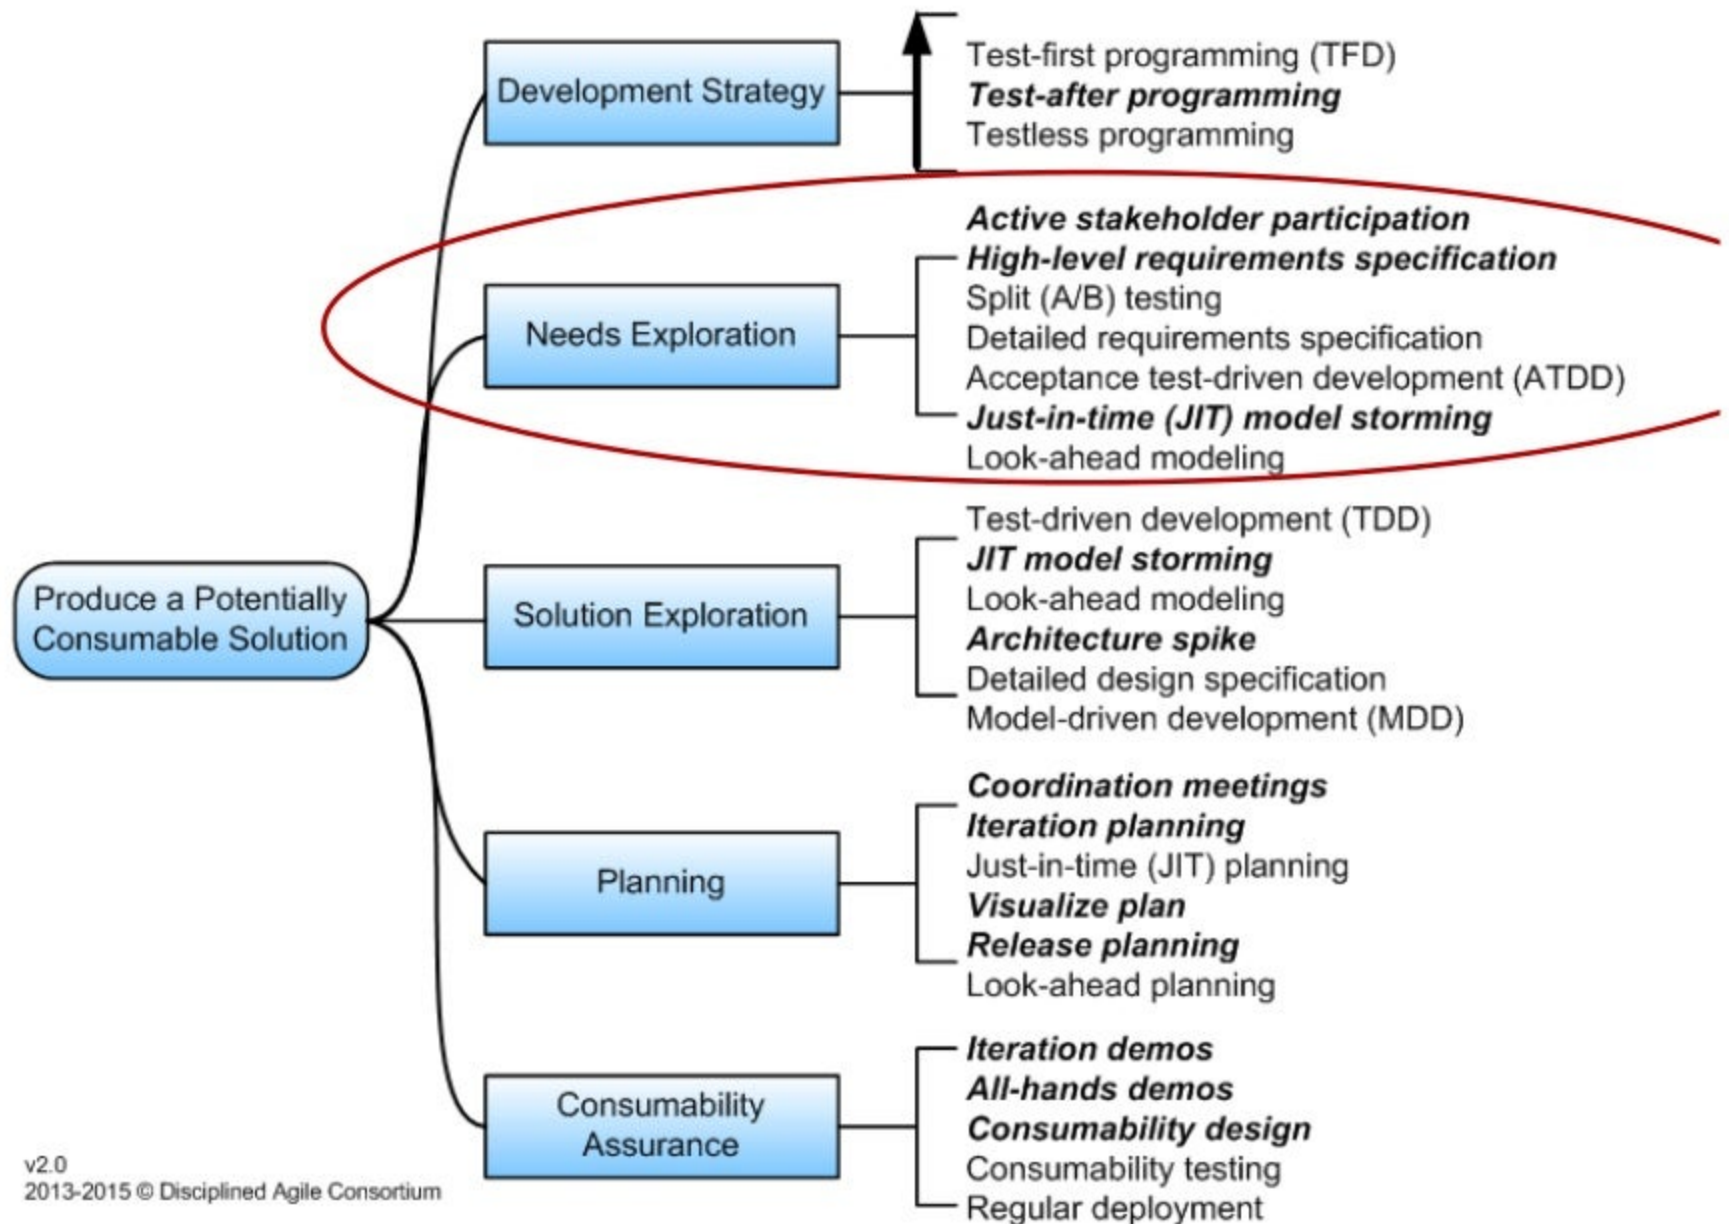 Development Strategy
Test-first programming (TFD)
Test-after programming
Testless programming
Needs Exploration
Active stakeholder participation
High-level requirements specification
Split (A/B) testing
Detailed requirements specification
Acceptance test-driven development (ATDD)
Just-in-time (JIT) model storming
Look-ahead modeling
Produce a Potentially
Consumable Solution
Solution Exploration
Test-driven development (TDD)
JIT model storming
Look-ahead modeling
Architecture spike
Detailed design specification
Model-driven development (MDD)
Planning
Coordination meetings
Iteration planning
Just-in-time (JIT) planning
Visualize plan
Release planning
Look-ahead planning
Consumability
Assurance
Iteration demos
All-hands demos
Consumability design
Consumability testing
Regular deployment
v2.0
2013-2015 © Disciplined Agile Consortium